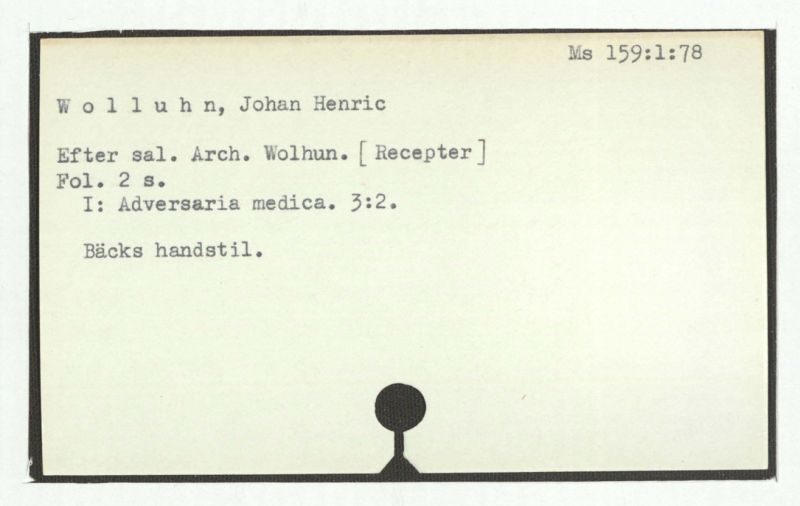 Ms 159:1:78
W o l l u h n, Johan Henric
Efter sal. Arch. Wolhun. [ Recepter ]
Fol. 2 s.
I: Adversaria medica. 3:2.
Bäcks handstil.